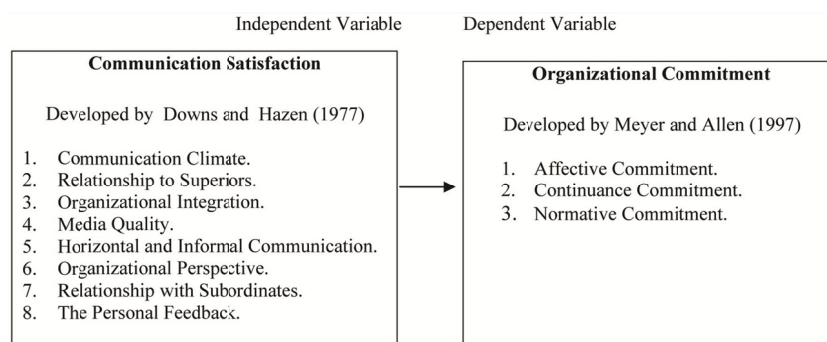 Independent Variable
Dependent Variable
Communication Satisfaction
Developed by Downs and Hazen (1977)
1. Communication Climate.
2. Relationship to Superiors.
3. Organizational Integration.
4. Media Quality.
5. Horizontal and Informal Communication.
6. Organizational Perspective.
7. Relationship with Subordinates.
8. The Personal Feedback.
Organizational Commitment
Developed by Meyer and Allen (1997)
1. Affective Commitment.
2. Continuance Commitment.
3. Normative Commitment.